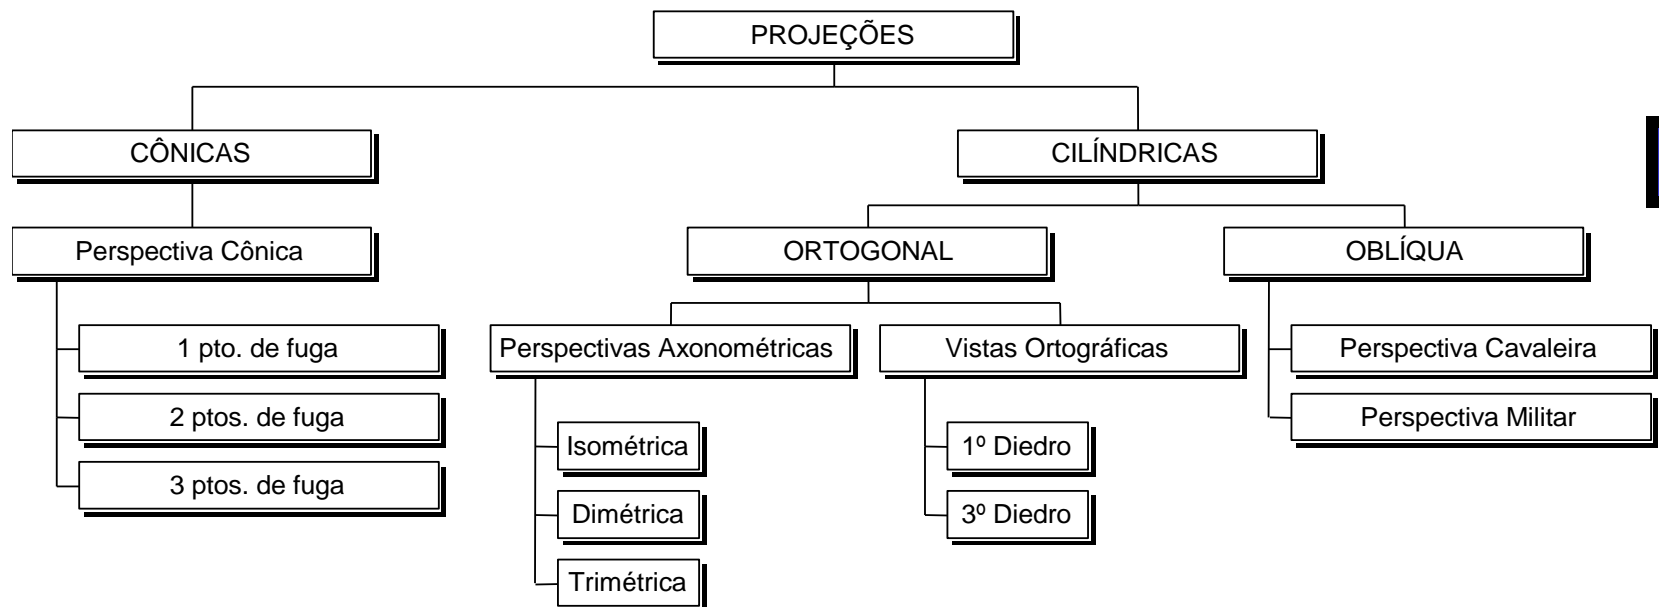 PROJEÇÕES
CÔNICAS
CILÍNDRICAS
Perspectiva Cônica
ORTOGONAL
OBLÍQUA
1 pto. de fuga
Perspectivas Axonométricas
Vistas Ortográficas
Perspectiva Cavaleira
2 ptos. de fuga
Perspectiva Militar
Isométrica
1º Diedro
3 ptos. de fuga
Dimétrica
3º Diedro
Trimétrica